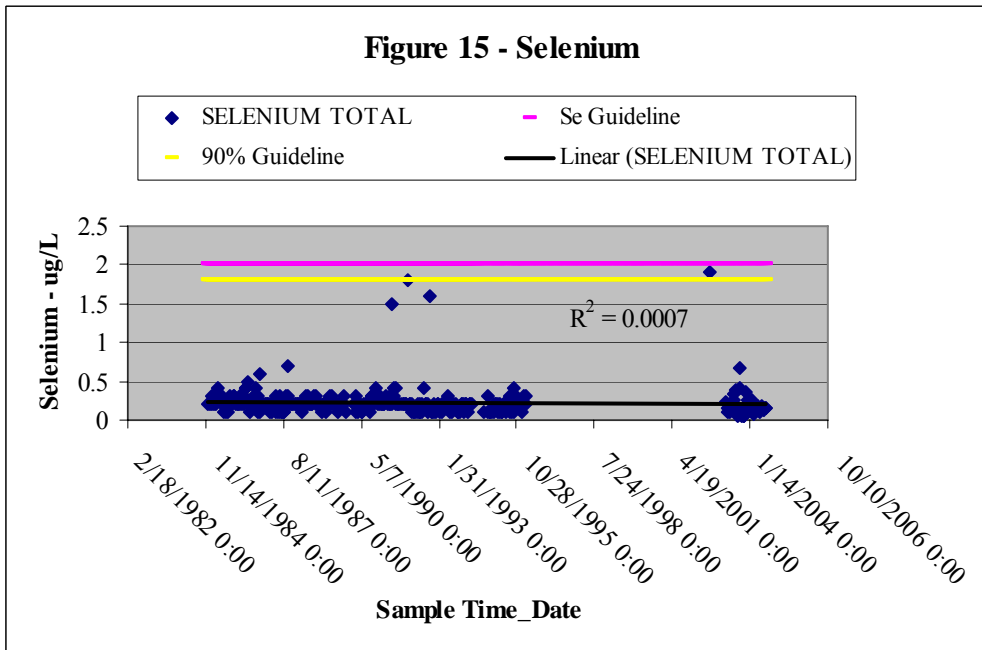 Figure 15 - Selenium
SELENIUM TOTAL
Se Guideline
90% Guideline
Linear (SELENIUM TOTAL)
2.5
2
1.5
1
0.5
0
Selenium - ug/L
R² = 0.0007
2/18/1982 0:00
11/14/1984 0:00
8/11/1987 0:00
5/7/1990 0:00
1/31/1993 0:00
10/28/1995 0:00
7/24/1998 0:00
4/19/2001 0:00
1/14/2004 0:00
10/10/2006 0:00
Sample Time_Date